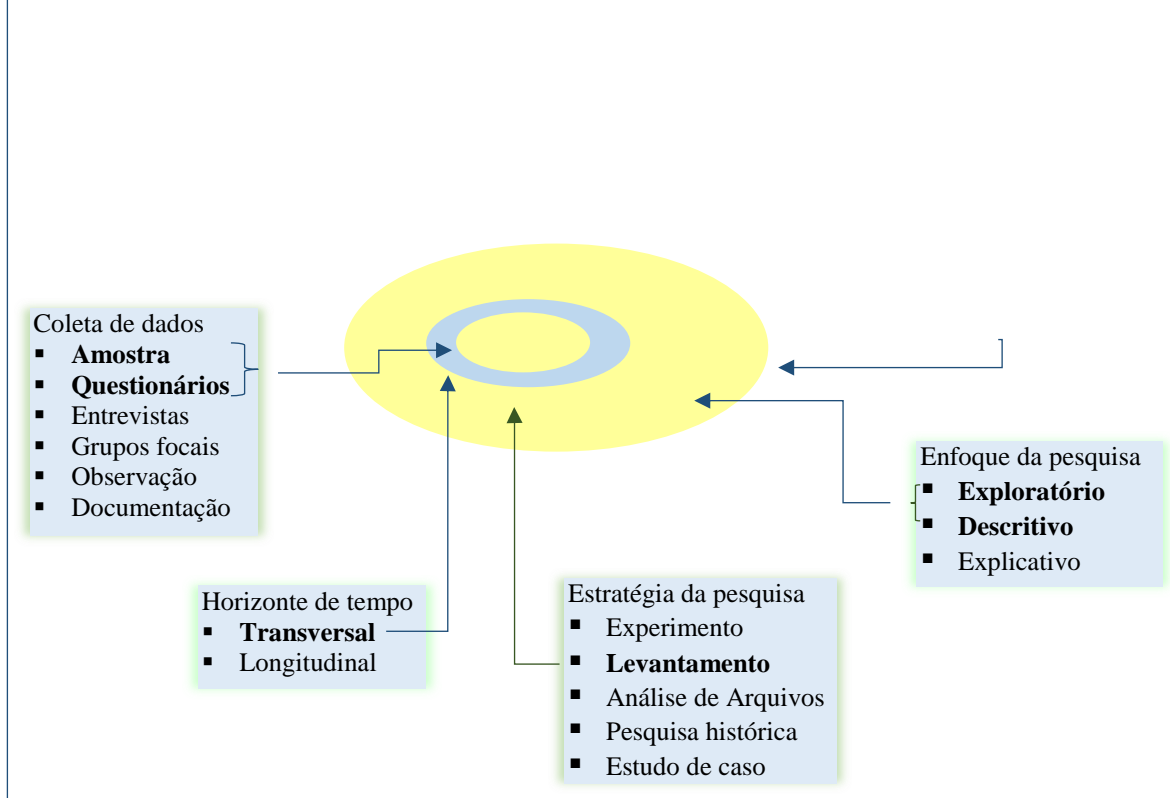 Coleta de dados
▪ Amostra
▪ Questionários
▪ Entrevistas
▪ Grupos focais
▪ Observação
▪ Documentação
Enfoque da pesquisa
▪ Exploratório
▪ Descritivo
▪ Explicativo
Horizonte de tempo
▪ Transversal
▪ Longitudinal
Estratégia da pesquisa
▪ Experimento
▪ Levantamento
▪ Análise de Arquivos
▪ Pesquisa histórica
▪ Estudo de caso